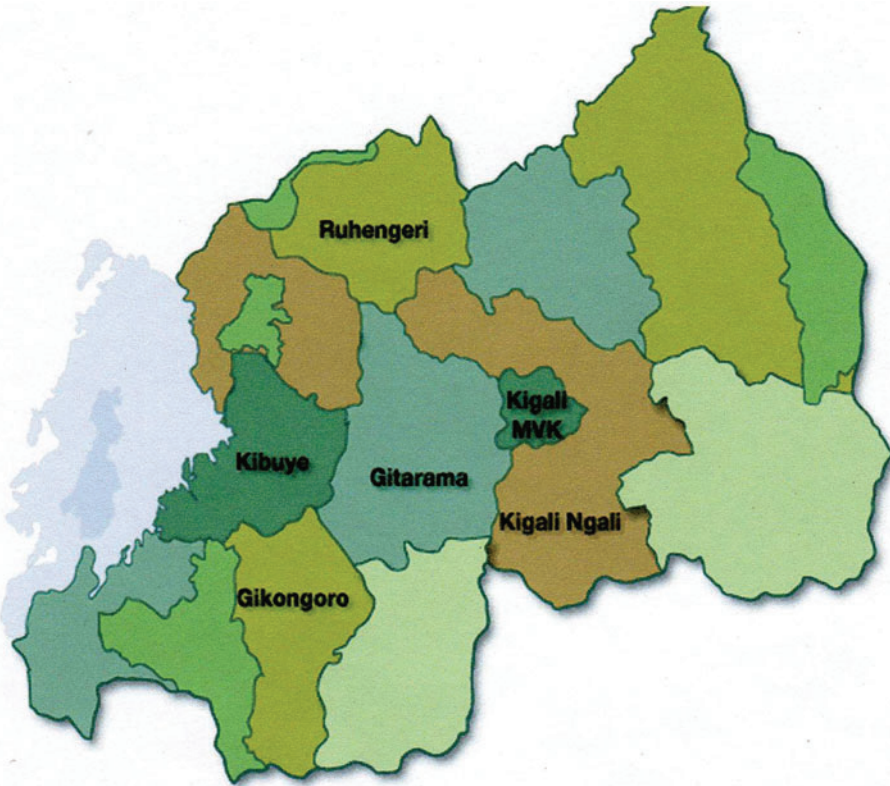 Ruhengeri
Kigali
MVK
Kibuye
Gitarama
Kigali Ngali
Gikongoro